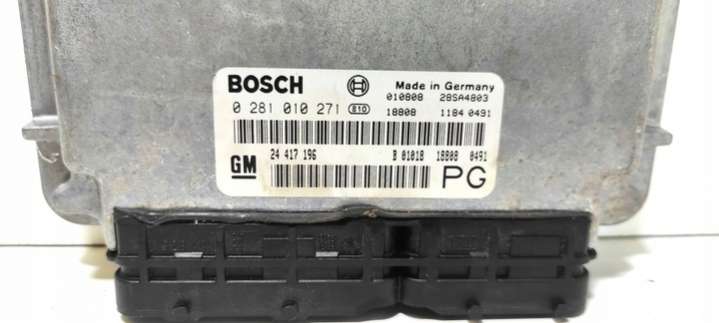 BOSCH Made in Germany
010808 28SA4803
0 281 010 271 e10 18808 1184 0491
24 417 196 B 01018 18808 0491
GM PG